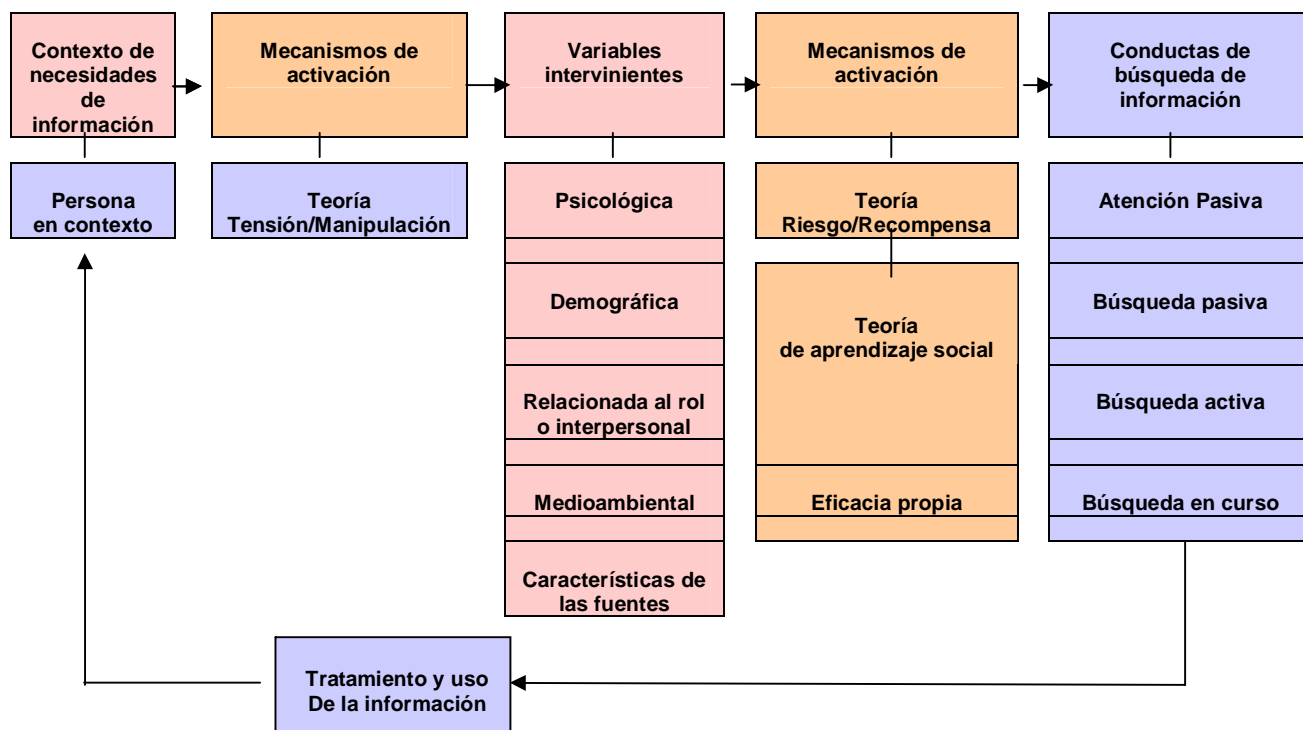 Contexto de
necesidades
de
información
Mecanismos de
activación
Variables
intervinientes
Mecanismos de
activación
Conductas de
búsqueda de
información
Persona
en contexto
Teoría
Tensión/Manipulación
Psicológica
Demográfica
Relacionada al rol
o interpersonal
Medioambiental
Características de
las fuentes
Teoría
Riesgo/Recompensa
Teoría
de aprendizaje social
Eficacia propia
Atención Pasiva
Búsqueda pasiva
Búsqueda activa
Búsqueda en curso
Tratamiento y uso
De la información